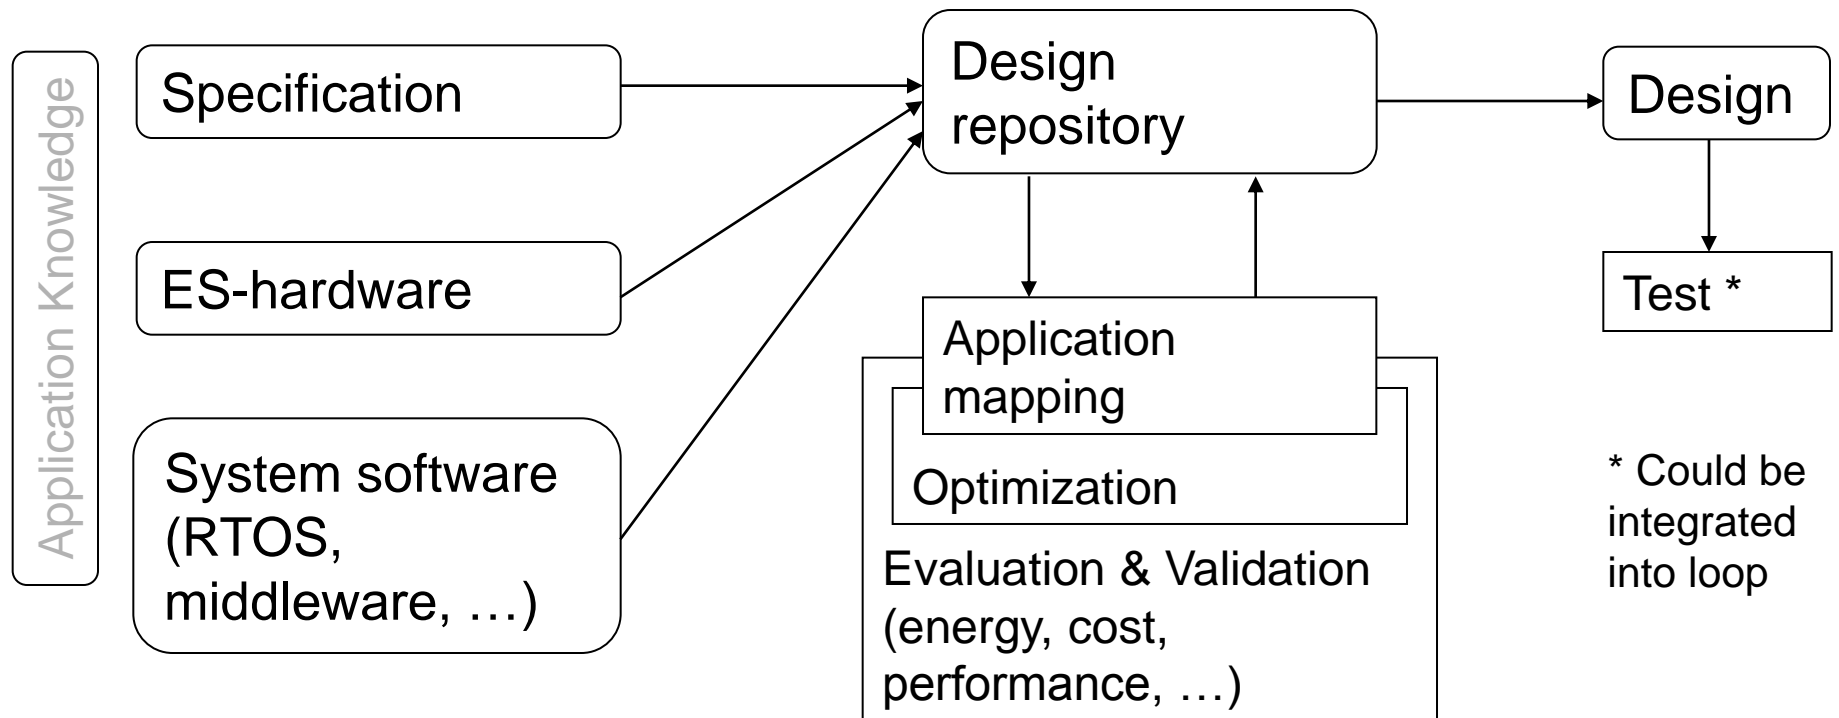 Application Knowledge
Specification
ES-hardware
System software
(RTOS,
middleware, …)
Design
repository
Application
mapping
Optimization
Evaluation & Validation
(energy, cost,
performance, …)
Design
Test *
* Could be
integrated
into loop